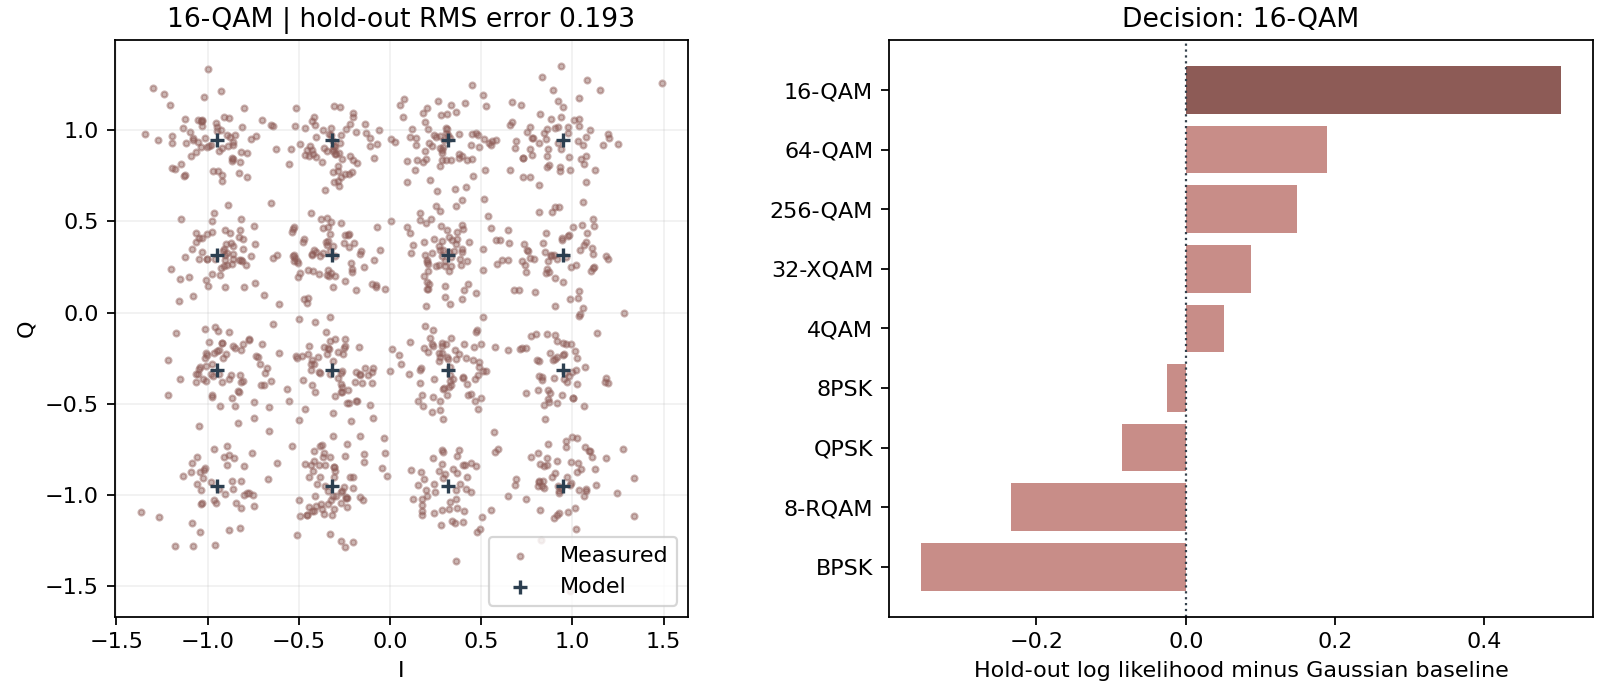 16-QAM | hold-out RMS error 0.193
1.0
0.5
0.0
−0.5
−1.0
−1.5
Q
−1.5 −1.0 −0.5 0.0 0.5 1.0 1.5
I
Measured
Model
Decision: 16-QAM
16-QAM
64-QAM
256-QAM
32-XQAM
4QAM
8PSK
QPSK
8-RQAM
BPSK
−0.2 0.0 0.2 0.4
Hold-out log likelihood minus Gaussian baseline